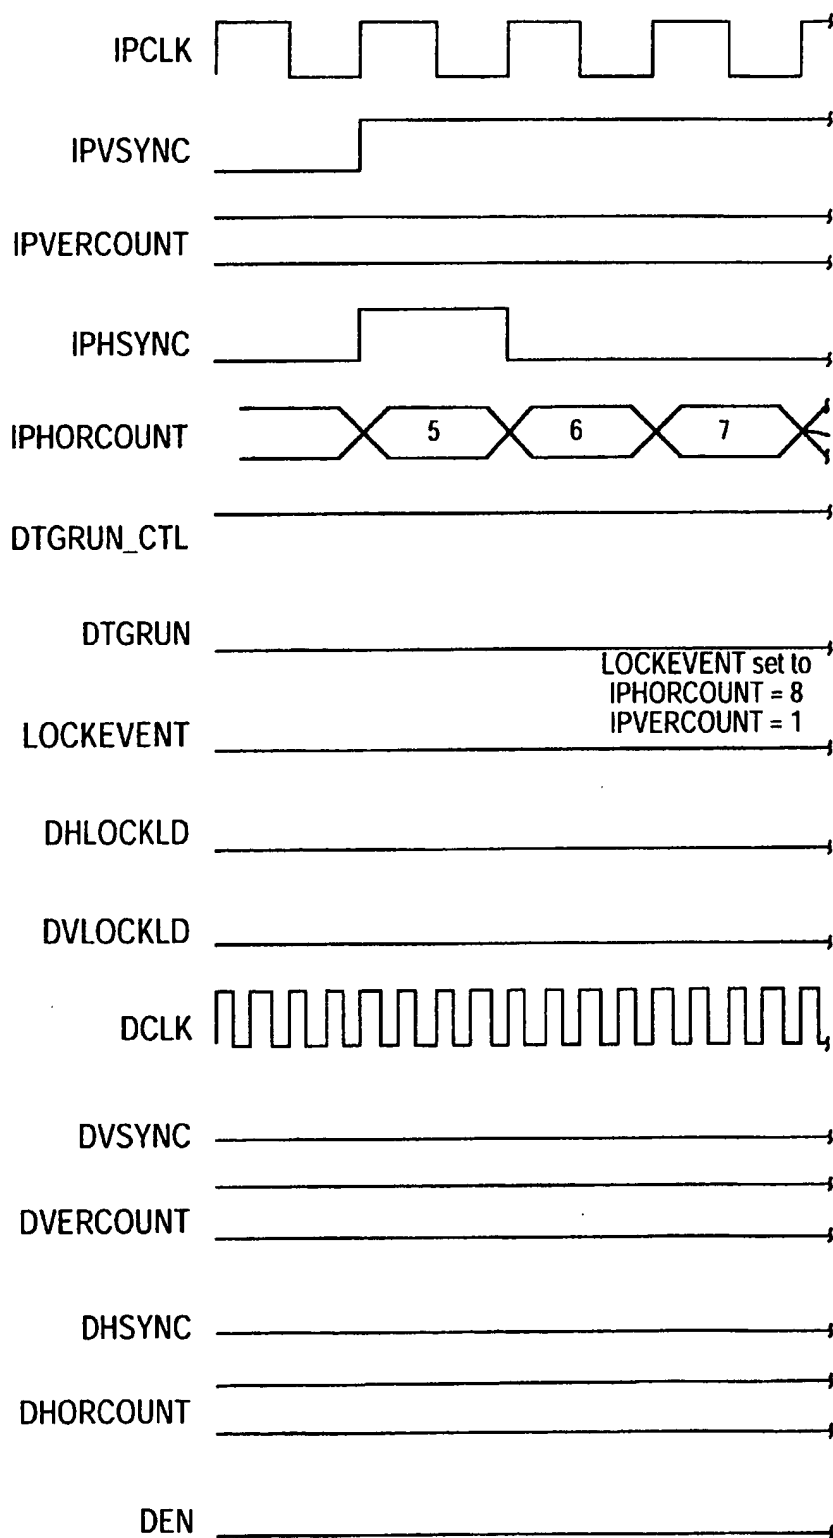 IPCLK
IPVSYNC
IPVERCOUNT
IPHSYNC
IPHORCOUNT
5 6 7
DTGRUN_CTL
DTGRUN
LOCKEVENT set to
IPHORCOUNT = 8
IPVERCOUNT = 1
LOCKEVENT
DHLOCKLD
DVLOCKLD
DCLK
DVSYNC
DVERCOUNT
DHSYNC
DHORCOUNT
DEN